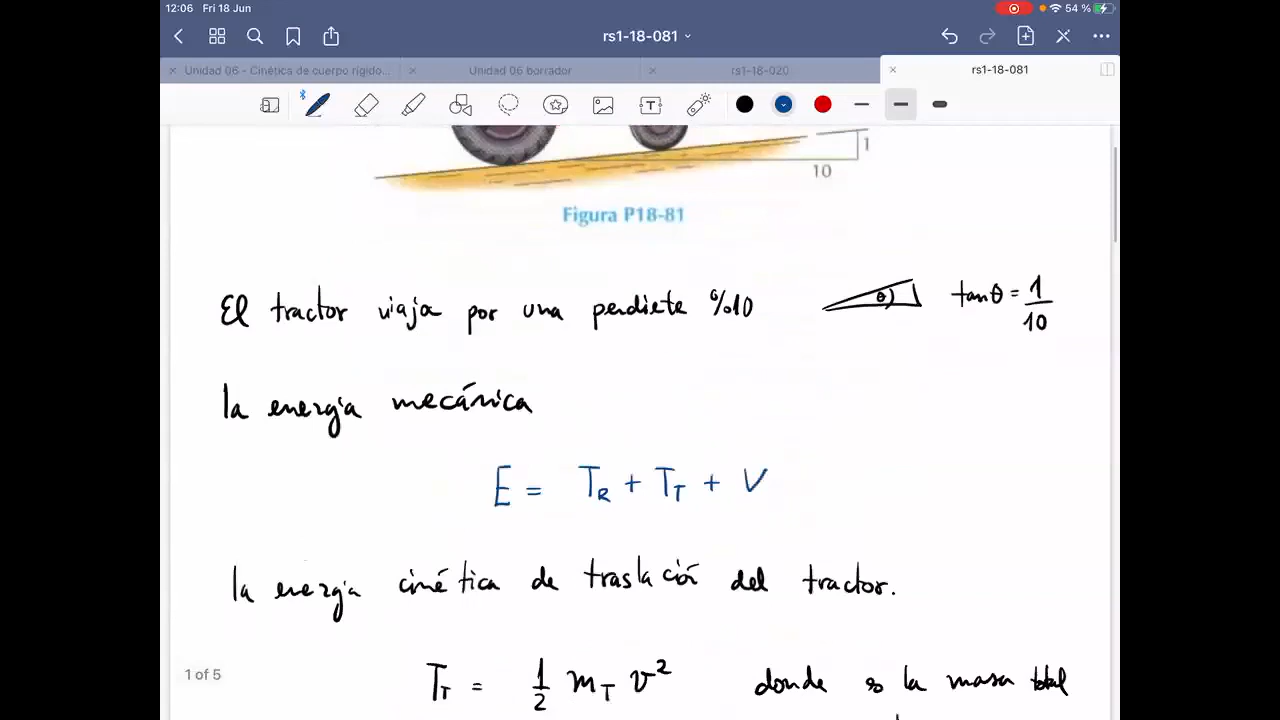 12:06 Fri 18 Jun 54 %
rs1-18-081
Unidad 06 - Cinética de cuerpo rígido... Unidad 06 borrador rs1-18-020 rs1-18-081
1
10
Figura P18-81
El tractor viaja por una pendiete %10 θ tanθ = 1/10
la energía mecánica
E = T_R + T_T + V
la energía cinética de traslación del tractor.
1 of 5
T_T = 1/2 m_T v² donde es la masa total